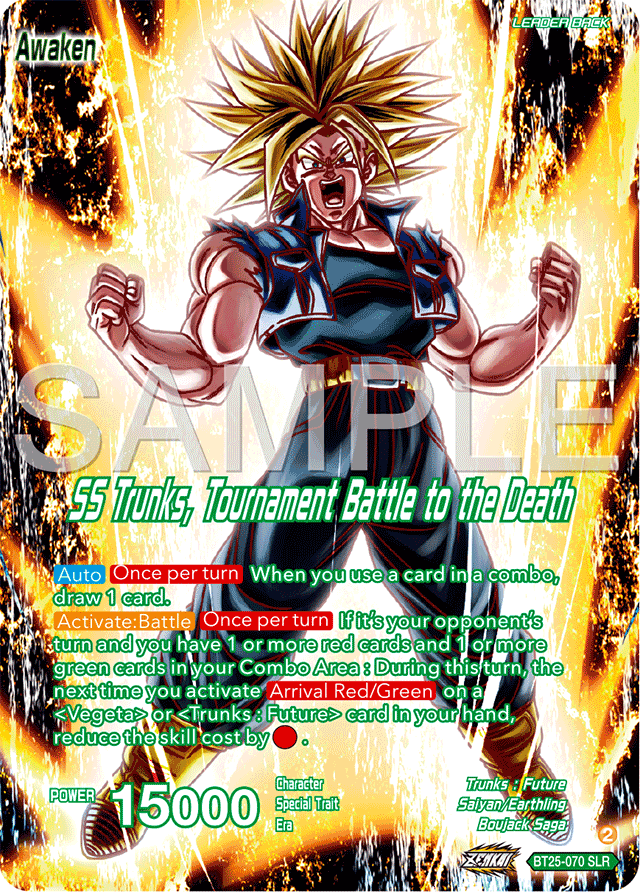 LEADER BACK
Awaken
SAMPLE
SS Trunks, Tournament Battle to the Death
Auto Once per turn When you use a card in a combo,
draw 1 card.
Activate:Battle Once per turn If it's your opponent's
turn and you have 1 or more red cards and 1 or more
green cards in your Combo Area : During this turn, the
next time you activate Arrival Red/Green on a
<Vegeta> or <Trunks : Future> card in your hand,
reduce the skill cost by .
POWER 15000
Character Trunks : Future
Special Trait Saiyan/Earthling
Era Boujack Saga
2
ZENKAI BT25-070 SLR